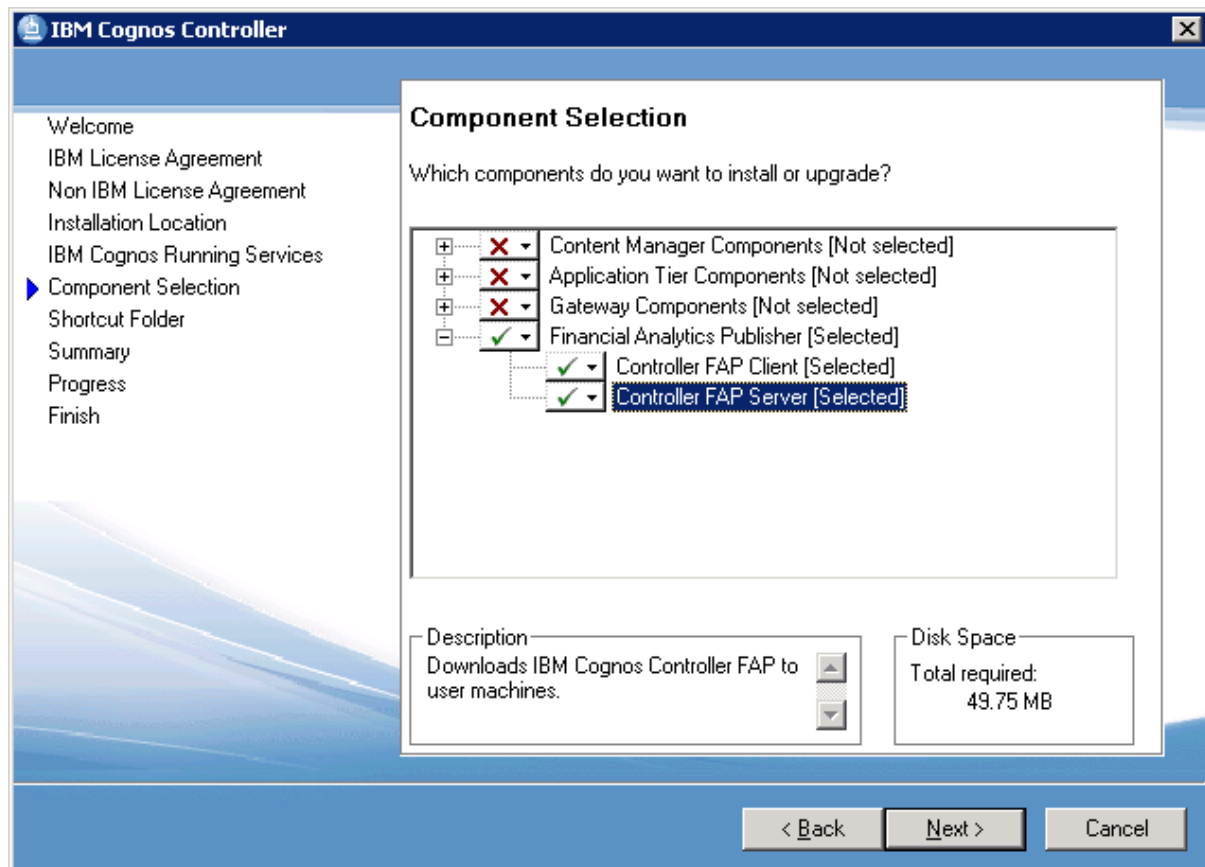 IBM Cognos Controller
Welcome
IBM License Agreement
Non IBM License Agreement
Installation Location
IBM Cognos Running Services
Component Selection
Shortcut Folder
Summary
Progress
Finish
Component Selection
Which components do you want to install or upgrade?
Content Manager Components [Not selected]
Application Tier Components [Not selected]
Gateway Components [Not selected]
Financial Analytics Publisher [Selected]
Controller FAP Client [Selected]
Controller FAP Server [Selected]
Description
Downloads IBM Cognos Controller FAP to
user machines.
Disk Space
Total required:
49.75 MB
< Back
Next >
Cancel